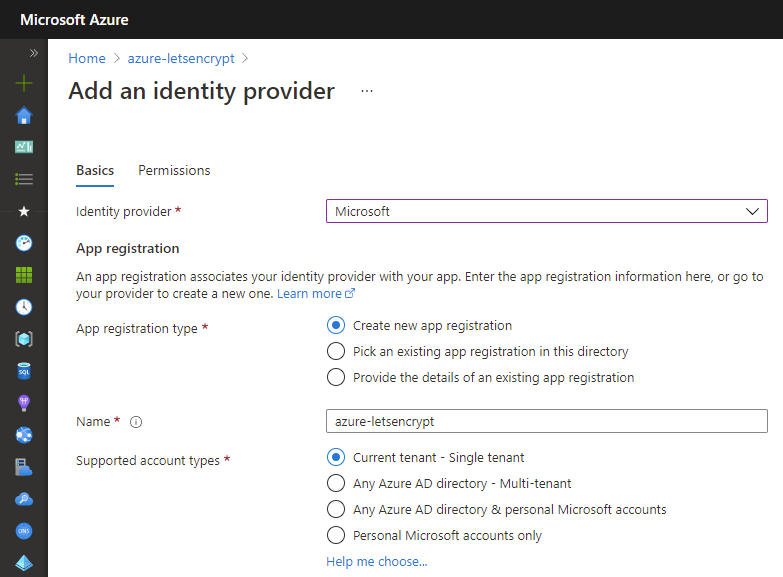 Microsoft Azure
Home > azure-letsencrypt >
Add an identity provider ...
Basics Permissions
Identity provider * Microsoft
App registration
An app registration associates your identity provider with your app. Enter the app registration information here, or go to
your provider to create a new one. Learn more
App registration type * Create new app registration
Pick an existing app registration in this directory
Provide the details of an existing app registration
Name * azure-letsencrypt
Supported account types * Current tenant - Single tenant
Any Azure AD directory - Multi-tenant
Any Azure AD directory & personal Microsoft accounts
Personal Microsoft accounts only
Help me choose...
SQL
DNS